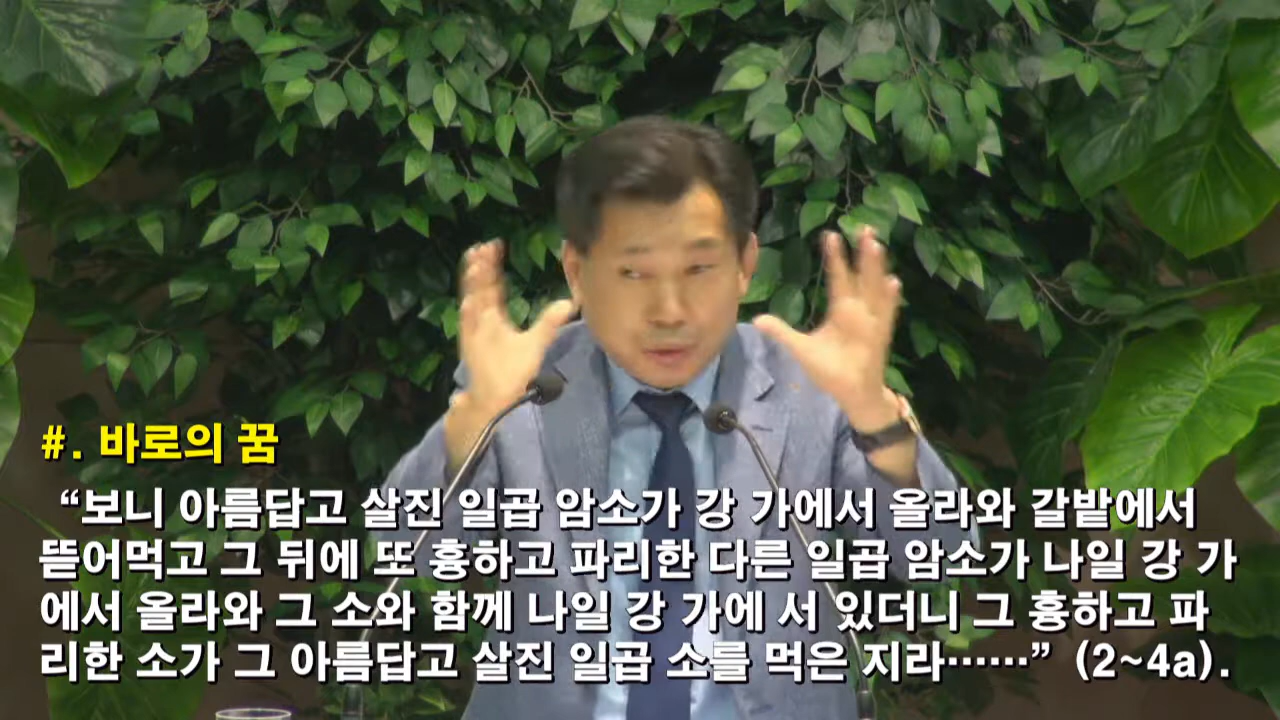 #. 바로의 꿈
“보니 아름답고 살진 일곱 암소가 강 가에서 올라와 갈밭에서
뜯어먹고 그 뒤에 또 흉하고 파리한 다른 일곱 암소가 나일 강 가
에서 올라와 그 소와 함께 나일 강 가에 서 있더니 그 흉하고 파
리한 소가 그 아름답고 살진 일곱 소를 먹은 지라……” (2~4a).